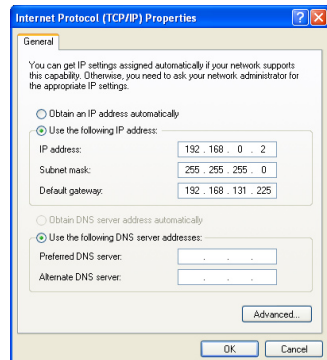 Internet Protocol (TCP/IP) Properties
General
You can get IP settings assigned automatically if your network supports
this capability. Otherwise, you need to ask your network administrator for
the appropriate IP settings.
Obtain an IP address automatically
Use the following IP address:
IP address: 192 . 168 . 0 . 2
Subnet mask: 255 . 255 . 255 . 0
Default gateway: 192 . 168 . 131 . 225
Obtain DNS server address automatically
Use the following DNS server addresses:
Preferred DNS server: . . .
Alternate DNS server: . . .
Advanced...
OK Cancel